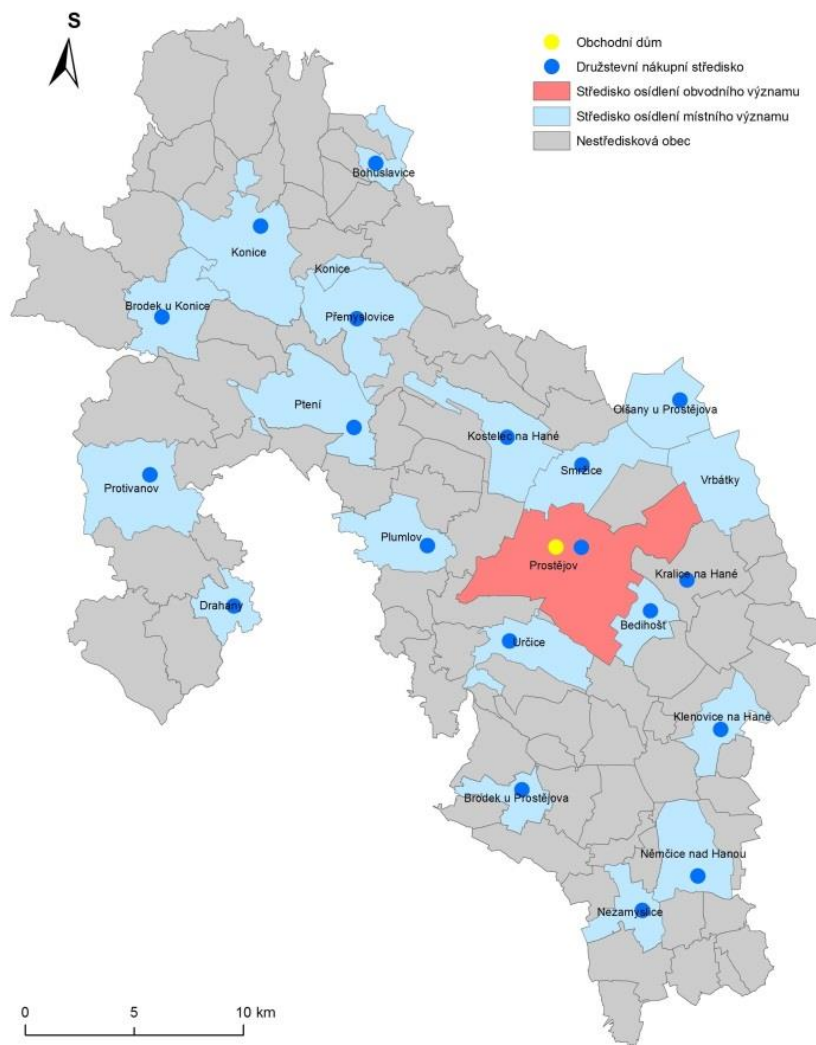 S
Obchodní dům
Družstevní nákupní středisko
Středisko osídlení obvodního významu
Středisko osídlení místního významu
Nestředisková obec
Bohuslavice
Konice
Konice
Brodek u Konice
Přemyslovice
Ptení
Olšany u Prostějova
Kostelec na Hané
Smržice
Vrbátky
Protivanov
Plumlov
Prostějov
Kralice na Hané
Drahany
Bedihošť
Určice
Klenovice na Hané
Brodek u Prostějova
Němčice nad Hanou
Nezamyslice
0 5 10 km